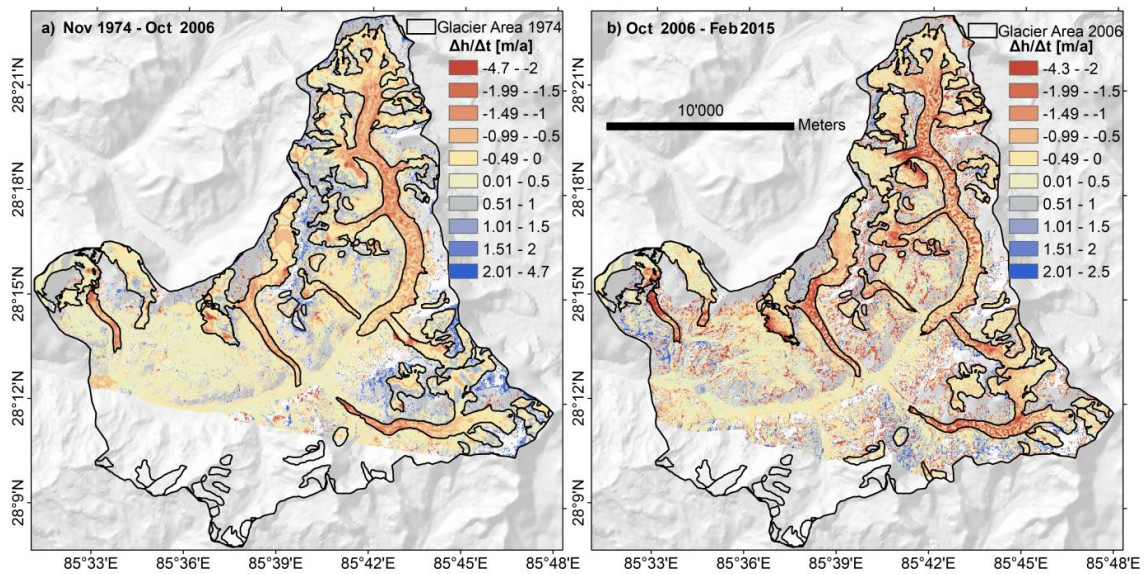 a) Nov 1974 - Oct 2006
Glacier Area 1974
Δh/Δt [m/a]
-4.7 - -2
-1.99 - -1.5
-1.49 - -1
-0.99 - -0.5
-0.49 - 0
0.01 - 0.5
0.51 - 1
1.01 - 1.5
1.51 - 2
2.01 - 4.7
28°21'N
28°18'N
28°15'N
28°12'N
28°9'N
85°33'E
85°36'E
85°39'E
85°42'E
85°45'E
85°48'E
b) Oct 2006 - Feb 2015
Glacier Area 2006
Δh/Δt [m/a]
-4.3 - -2
-1.99 - -1.5
-1.49 - -1
-0.99 - -0.5
-0.49 - 0
0.01 - 0.5
0.51 - 1
1.01 - 1.5
1.51 - 2
2.01 - 2.5
10'000
Meters
28°21'N
28°18'N
28°15'N
28°12'N
28°9'N
85°33'E
85°36'E
85°39'E
85°42'E
85°45'E
85°48'E